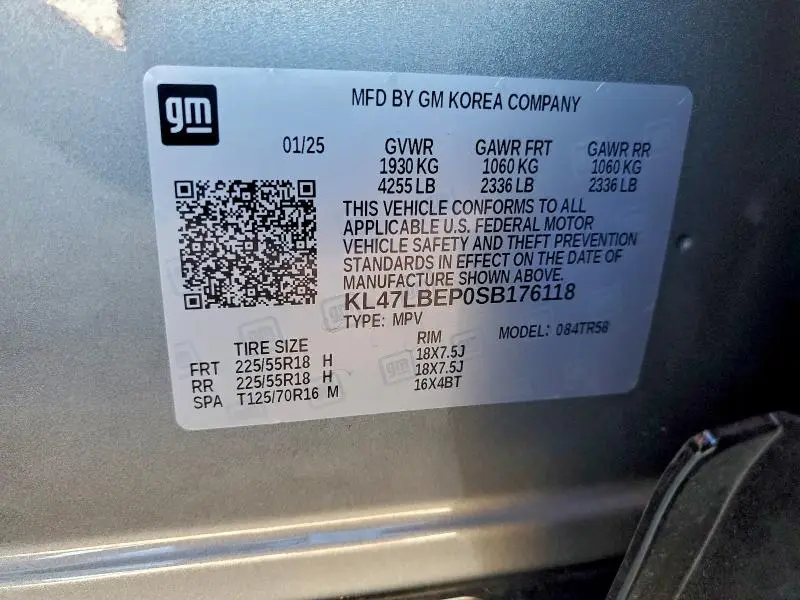 gm
MFD BY GM KOREA COMPANY
01/25
GVWR GAWR FRT GAWR RR
1930 KG 1060 KG 1060 KG
4255 LB 2336 LB 2336 LB
THIS VEHICLE CONFORMS TO ALL
APPLICABLE U.S. FEDERAL MOTOR
VEHICLE SAFETY AND THEFT PREVENTION
STANDARDS IN EFFECT ON THE DATE OF
MANUFACTURE SHOWN ABOVE.
KL47LBEP0SB176118
TYPE: MPV MODEL: 084TR58
TIRE SIZE RIM
FRT 225/55R18 H 18X7.5J
RR 225/55R18 H 18X7.5J
SPA T125/70R16 M 16X4BT